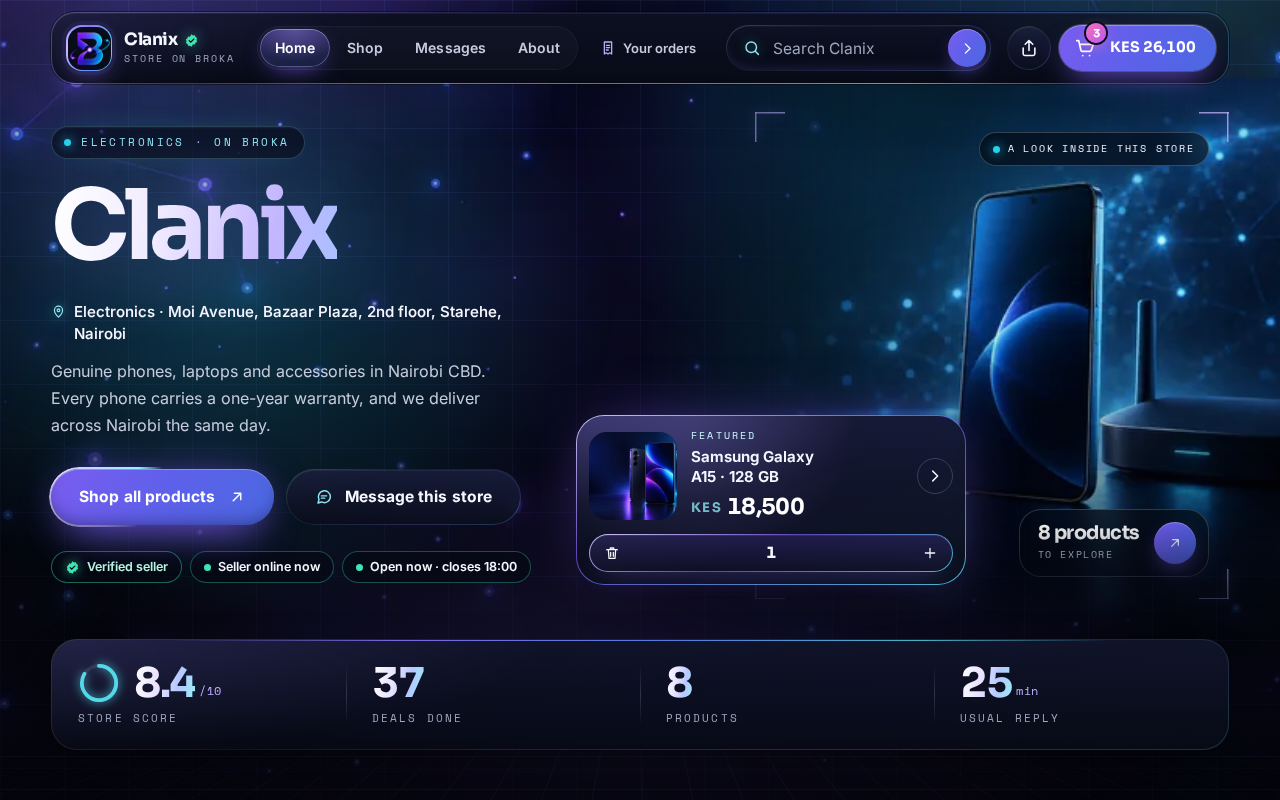 Clanix
STORE ON BROKA
Home
Shop
Messages
About
Your orders
Search Clanix
3
KES 26,100
ELECTRONICS · ON BROKA
A LOOK INSIDE THIS STORE
Clanix
Electronics · Moi Avenue, Bazaar Plaza, 2nd floor, Starehe,
Nairobi
Genuine phones, laptops and accessories in Nairobi CBD.
Every phone carries a one-year warranty, and we deliver
across Nairobi the same day.
Shop all products
Message this store
Verified seller
Seller online now
Open now · closes 18:00
FEATURED
Samsung Galaxy
A15 · 128 GB
KES 18,500
1
8 products
TO EXPLORE
8.4 /10
STORE SCORE
37
DEALS DONE
8
PRODUCTS
25 min
USUAL REPLY